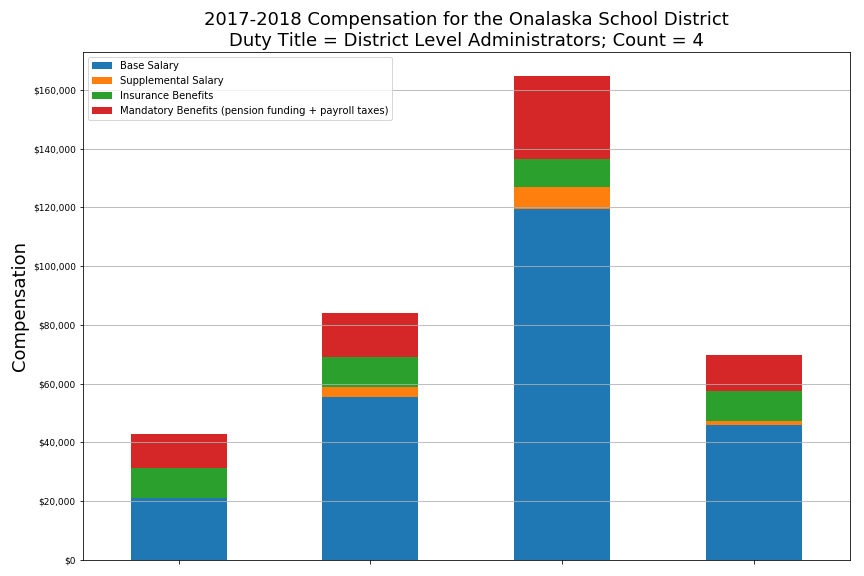 2017-2018 Compensation for the Onalaska School District
Duty Title = District Level Administrators; Count = 4
Base Salary
Supplemental Salary
Insurance Benefits
Mandatory Benefits (pension funding + payroll taxes)
Compensation
$160,000
$140,000
$120,000
$100,000
$80,000
$60,000
$40,000
$20,000
$0